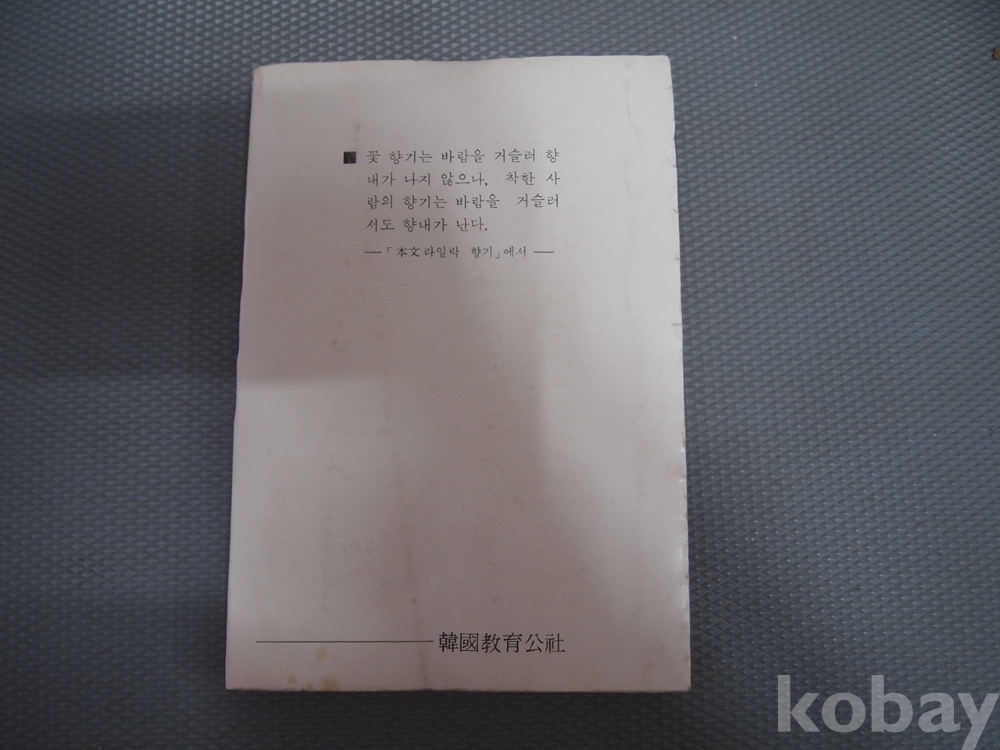 ■ 꽃 향기는 바람을 거슬러 향
내가 나지 않으나, 착한 사
람의 향기는 바람을 거슬러
서도 향내가 난다.
—「本文 라일락 향기」에서—
韓國敎育公社
kobay